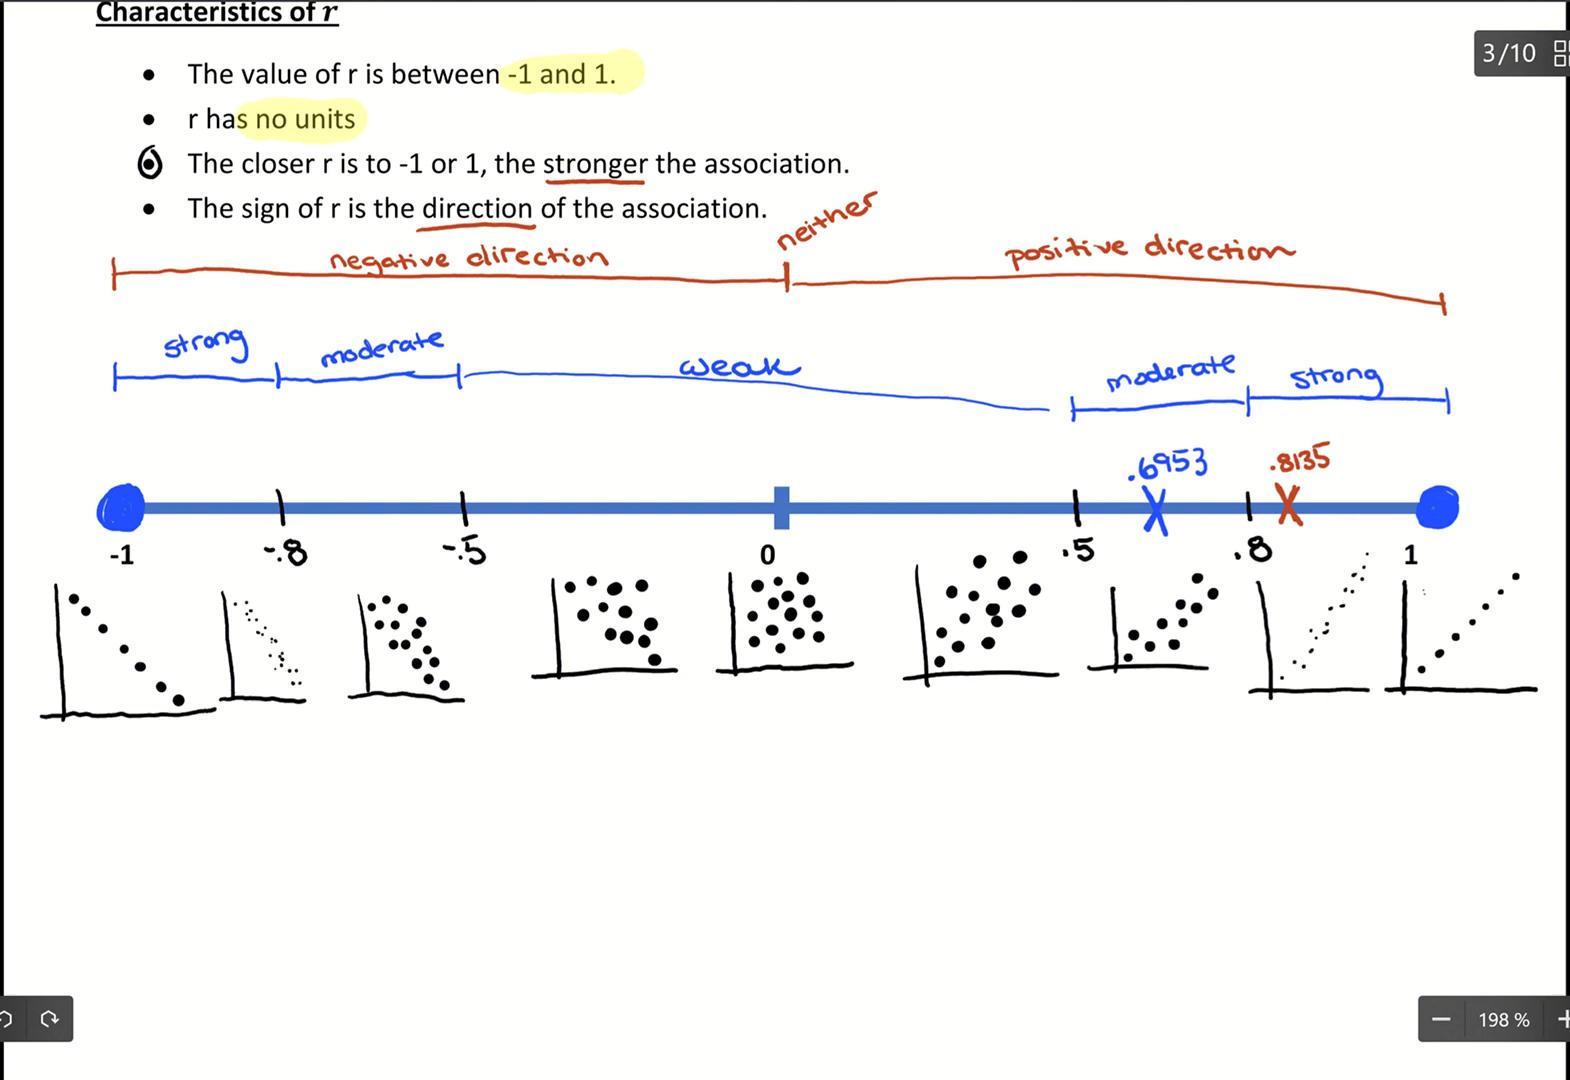 Characteristics of r
3/10
• The value of r is between -1 and 1.
• r has no units
• The closer r is to -1 or 1, the stronger the association.
• The sign of r is the direction of the association.
neither
negative direction
positive direction
strong
moderate
weak
moderate
strong
.6953
.8135
-1
-.8
-.5
0
.5
.8
1
198 %